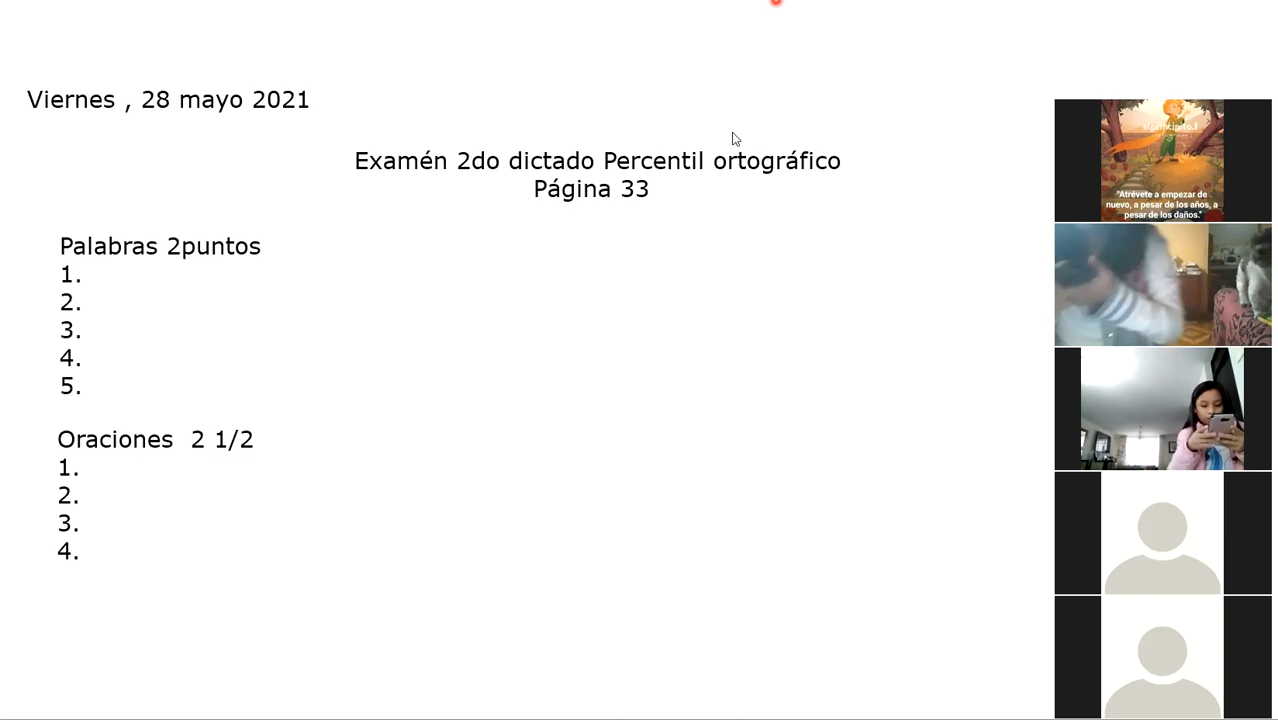 Viernes , 28 mayo 2021
Examén 2do dictado Percentil ortográfico
Página 33
Palabras 2puntos
1.
2.
3.
4.
5.
Oraciones  2 1/2
1.
2.
3.
4.
elprincipito.1
"Atrévete a empezar de
nuevo, a pesar de los años, a
pesar de los daños."